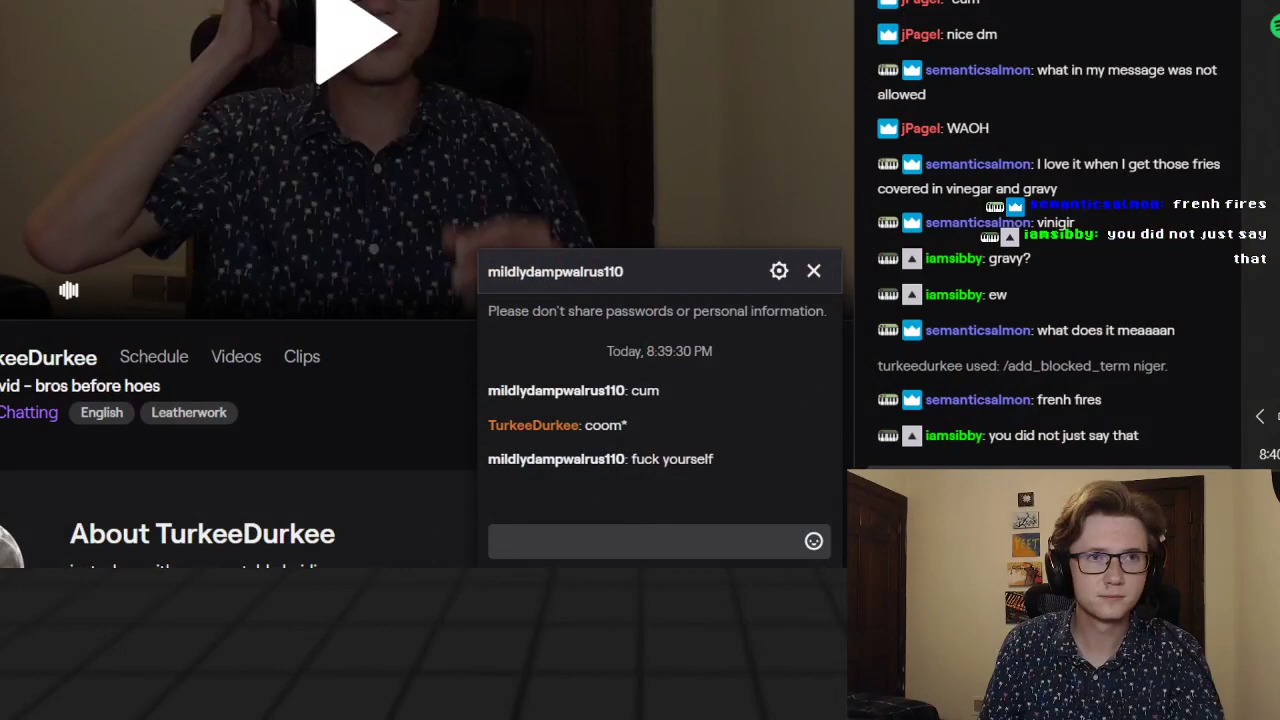 jPagel: cum
jPagel: nice dm
semanticsalmon: what in my message was not
allowed
jPagel: WAOH
semanticsalmon: I love it when I get those fries
covered in vinegar and gravy
semanticsalmon: vinigir
iamsibby: gravy?
iamsibby: ew
semanticsalmon: what does it meaaaan
turkeedurkee used: /add_blocked_term niger.
semanticsalmon: frenh fires
iamsibby: you did not just say that
semanticsalmon: frenh fires
iamsibby: you did not just say
that
mildlydampwalrus110
Please don't share passwords or personal information.
Today, 8:39:30 PM
mildlydampwalrus110: cum
TurkeeDurkee: coom*
mildlydampwalrus110: fuck yourself
keeDurkee Schedule Videos Clips
vid - bros before hoes
Chatting English Leatherwork
About TurkeeDurkee
8:40
YEET